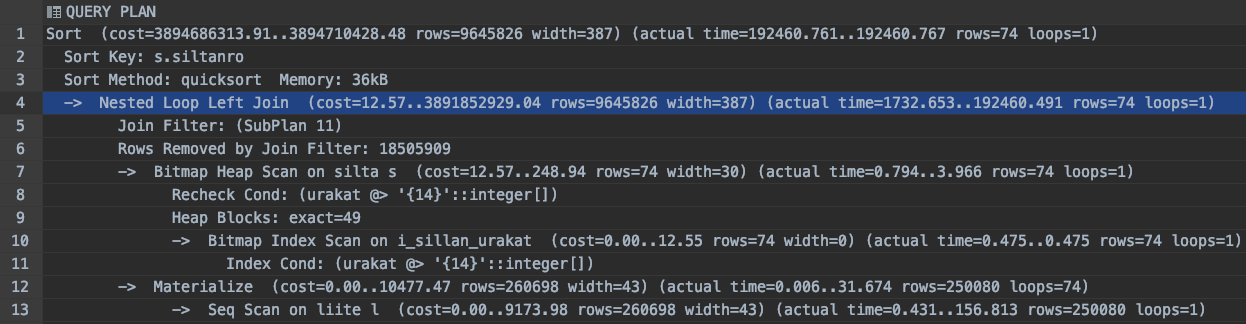 QUERY PLAN
1 Sort (cost=3894686313.91..3894710428.48 rows=9645826 width=387) (actual time=192460.761..192460.767 rows=74 loops=1)
2 Sort Key: s.siltanro
3 Sort Method: quicksort Memory: 36kB
4 -> Nested Loop Left Join (cost=12.57..3891852929.04 rows=9645826 width=387) (actual time=1732.653..192460.491 rows=74 loops=1)
5 Join Filter: (SubPlan 11)
6 Rows Removed by Join Filter: 18505909
7 -> Bitmap Heap Scan on silta s (cost=12.57..248.94 rows=74 width=30) (actual time=0.794..3.966 rows=74 loops=1)
8 Recheck Cond: (urakat @> '{14}'::integer[])
9 Heap Blocks: exact=49
10 -> Bitmap Index Scan on i_sillan_urakat (cost=0.00..12.55 rows=74 width=0) (actual time=0.475..0.475 rows=74 loops=1)
11 Index Cond: (urakat @> '{14}'::integer[])
12 -> Materialize (cost=0.00..10477.47 rows=260698 width=43) (actual time=0.006..31.674 rows=250080 loops=74)
13 -> Seq Scan on liite l (cost=0.00..9173.98 rows=260698 width=43) (actual time=0.431..156.813 rows=250080 loops=1)